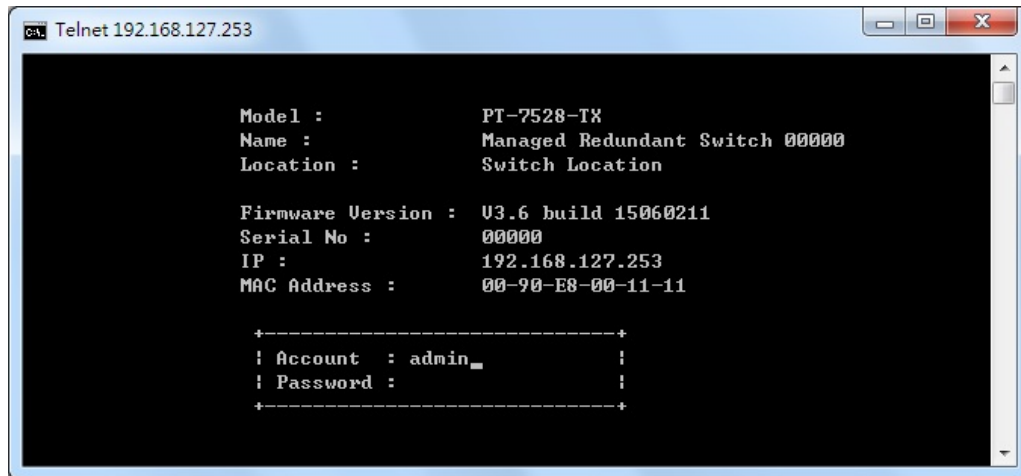 Telnet 192.168.127.253
Model : PT-7528-TX
Name : Managed Redundant Switch 00000
Location : Switch Location
Firmware Version : V3.6 build 15060211
Serial No : 00000
IP : 192.168.127.253
MAC Address : 00-90-E8-00-11-11
+-----------------------------+
| Account : admin_ |
| Password : |
+-----------------------------+